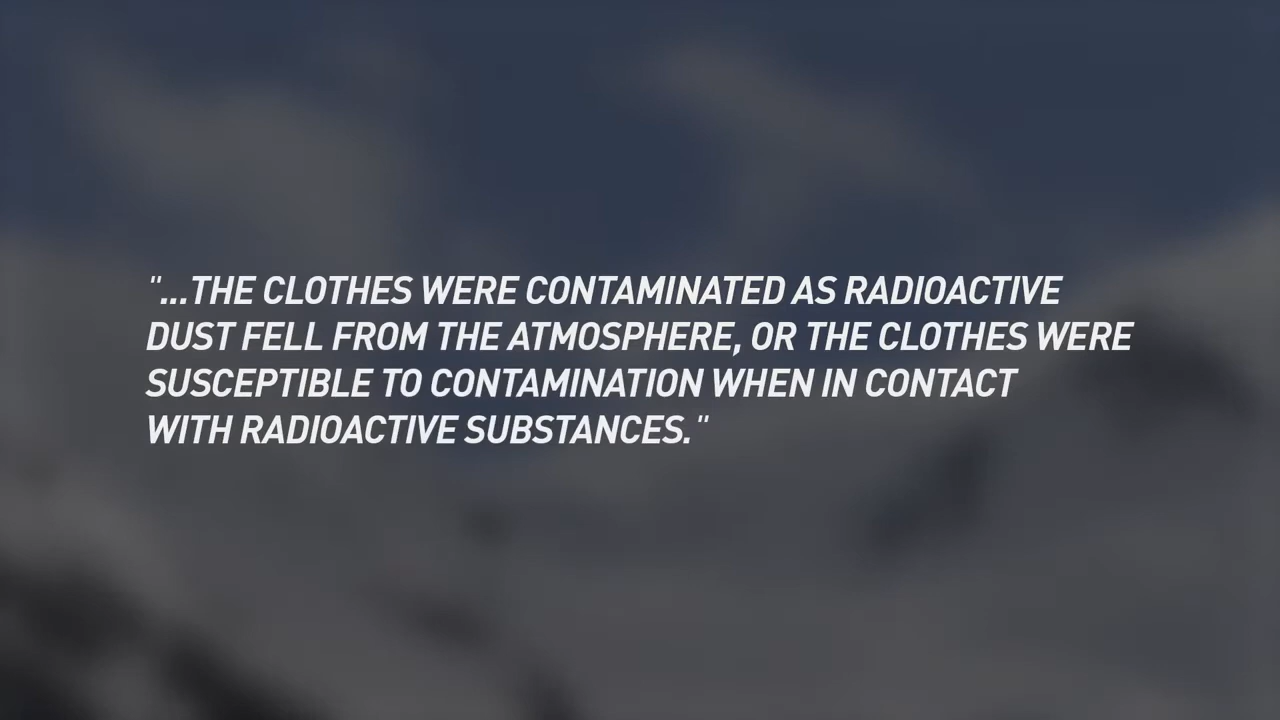 "...THE CLOTHES WERE CONTAMINATED AS RADIOACTIVE
DUST FELL FROM THE ATMOSPHERE, OR THE CLOTHES WERE
SUSCEPTIBLE TO CONTAMINATION WHEN IN CONTACT
WITH RADIOACTIVE SUBSTANCES."